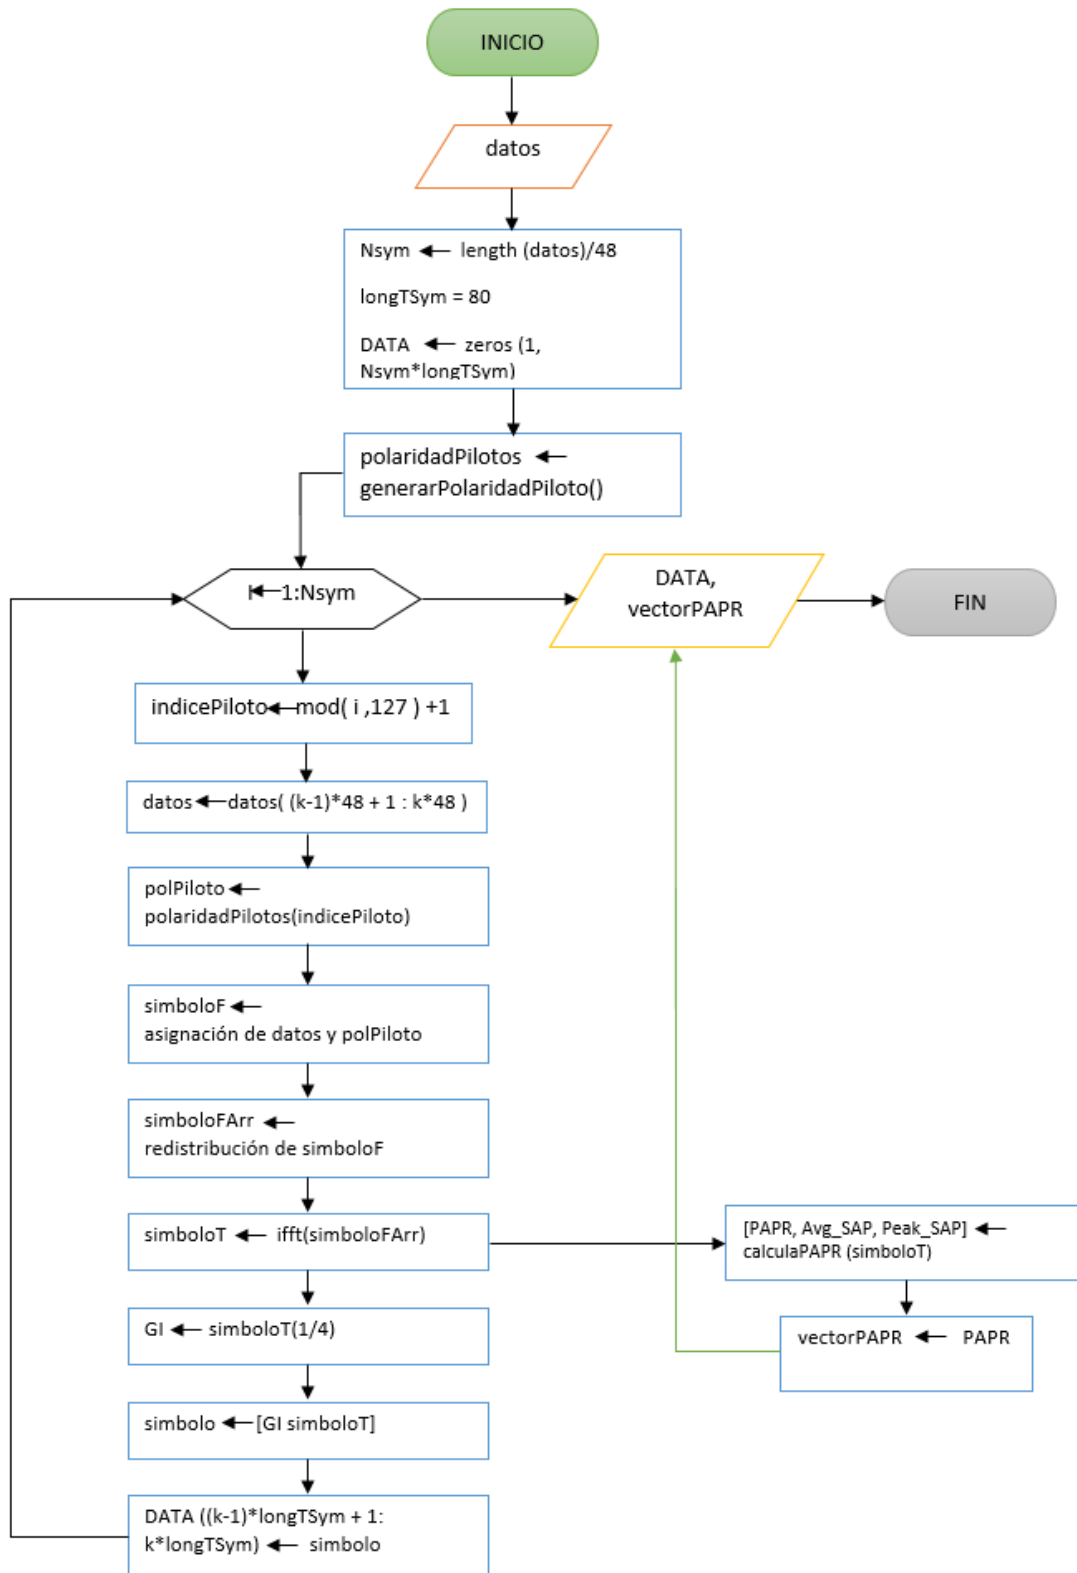 INICIO
datos
Nsym ← length (datos)/48
longTSym = 80
DATA ← zeros (1,
Nsym*longTSym)
polaridadPilotos ←
generarPolaridadPiloto()
I←1:Nsym
DATA,
vectorPAPR
FIN
indicePiloto←mod( i ,127 ) +1
datos←datos( (k-1)*48 + 1 : k*48 )
polPiloto ←
polaridadPilotos(indicePiloto)
simboloF ←
asignación de datos y polPiloto
simboloFArr ←
redistribución de simboloF
simboloT ← ifft(simboloFArr)
[PAPR, Avg_SAP, Peak_SAP] ←
calculaPAPR (simboloT)
GI ← simboloT(1/4)
vectorPAPR ← PAPR
simbolo ←[GI simboloT]
DATA ((k-1)*longTSym + 1:
k*longTSym) ← simbolo